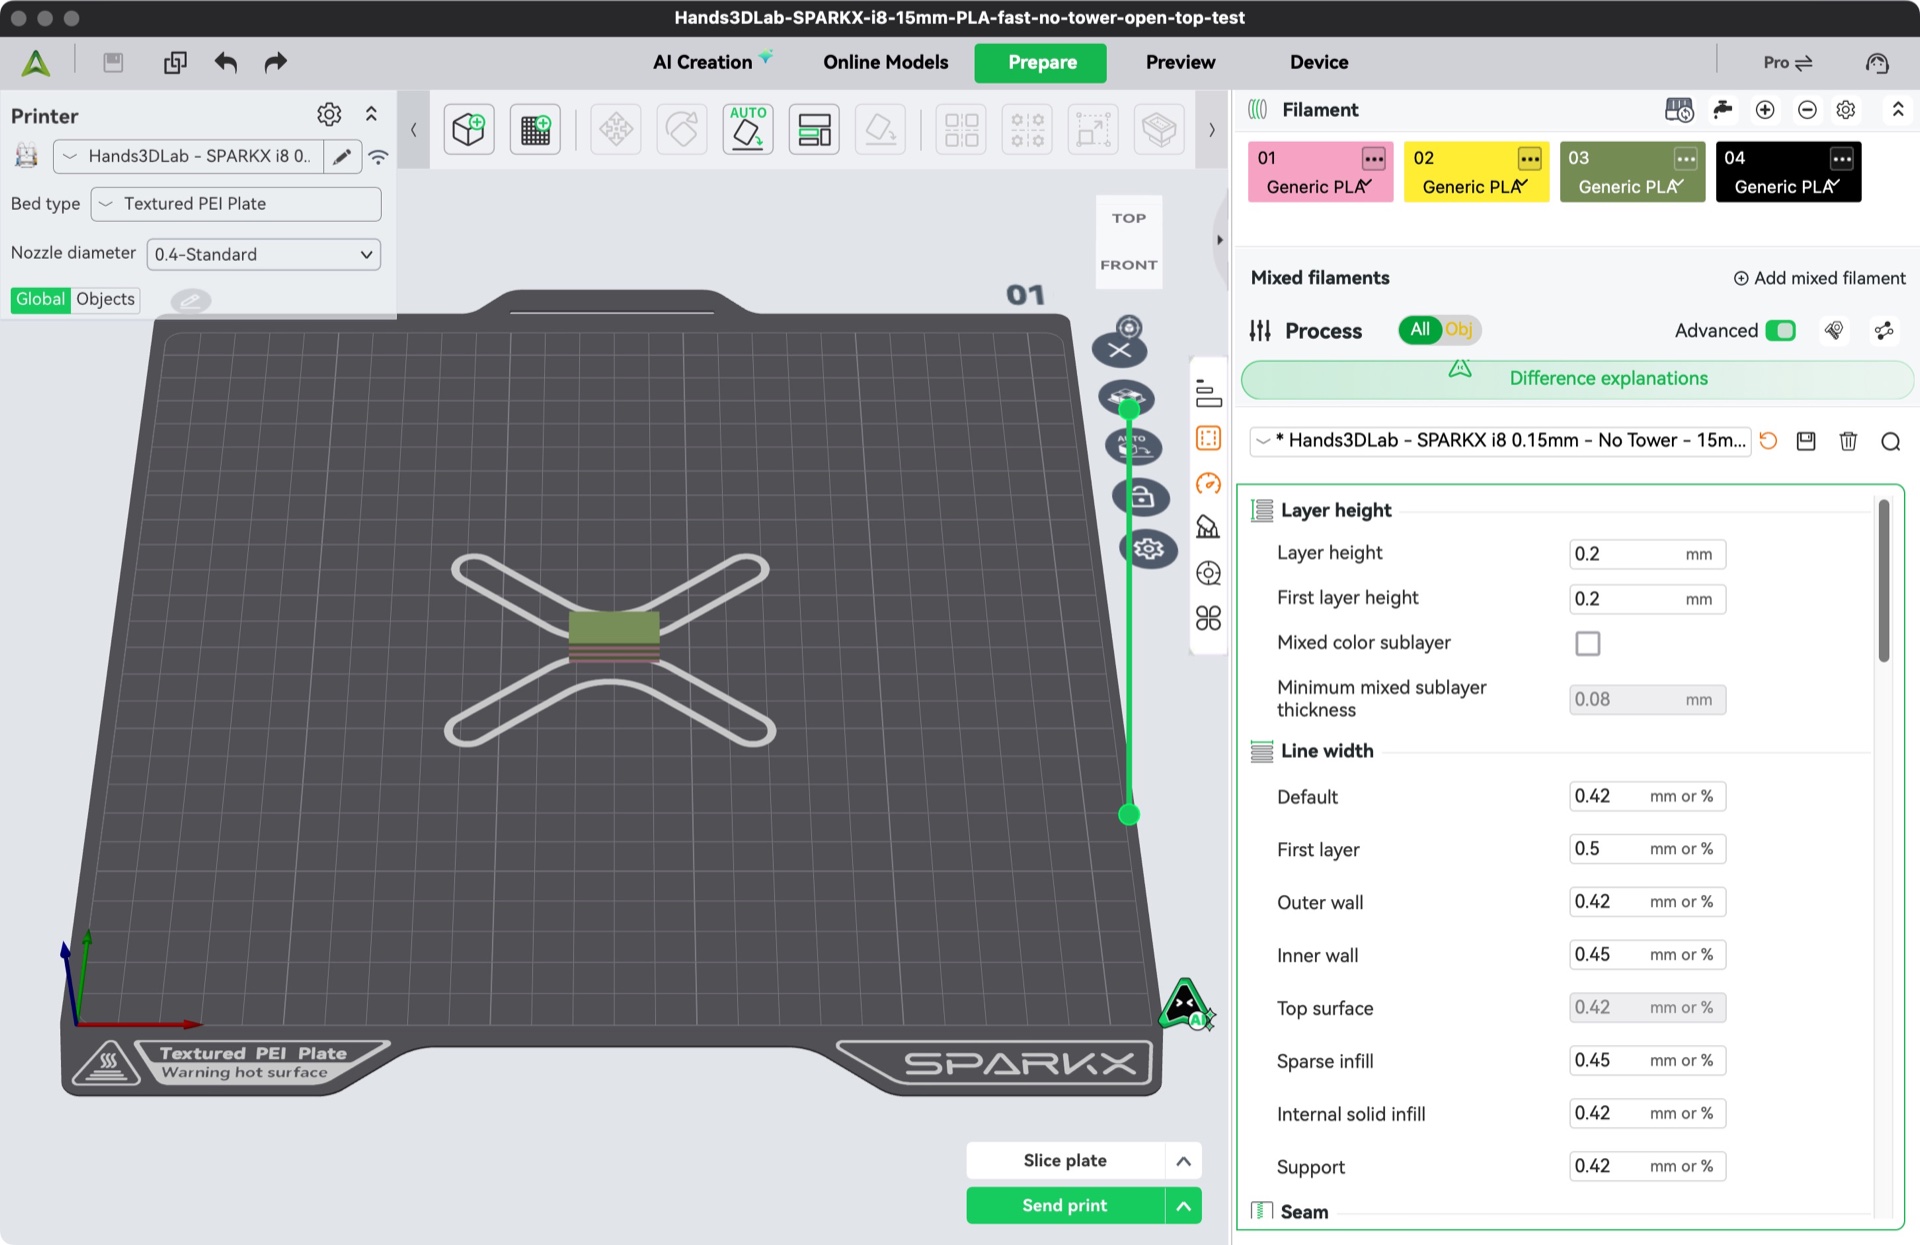 Hands3DLab-SPARKX-i8-15mm-PLA-fast-no-tower-open-top-test
AI Creation
Online Models
Prepare
Preview
Device
Pro
Printer
Hands3DLab - SPARKX i8 0..
Bed type
Textured PEI Plate
Nozzle diameter
0.4-Standard
Global
Objects
AUTO
TOP
FRONT
01
AUTO
Textured PEI Plate
Warning hot surface
SPARKX
AI
Slice plate
Send print
Filament
01
Generic PLA
02
Generic PLA
03
Generic PLA
04
Generic PLA
Mixed filaments
Add mixed filament
Process
All
Obj
Advanced
Difference explanations
* Hands3DLab - SPARKX i8 0.15mm - No Tower - 15m...
Layer height
Layer height
0.2 mm
First layer height
0.2 mm
Mixed color sublayer
Minimum mixed sublayer
thickness
0.08 mm
Line width
Default
0.42 mm or %
First layer
0.5 mm or %
Outer wall
0.42 mm or %
Inner wall
0.45 mm or %
Top surface
0.42 mm or %
Sparse infill
0.45 mm or %
Internal solid infill
0.42 mm or %
Support
0.42 mm or %
Seam